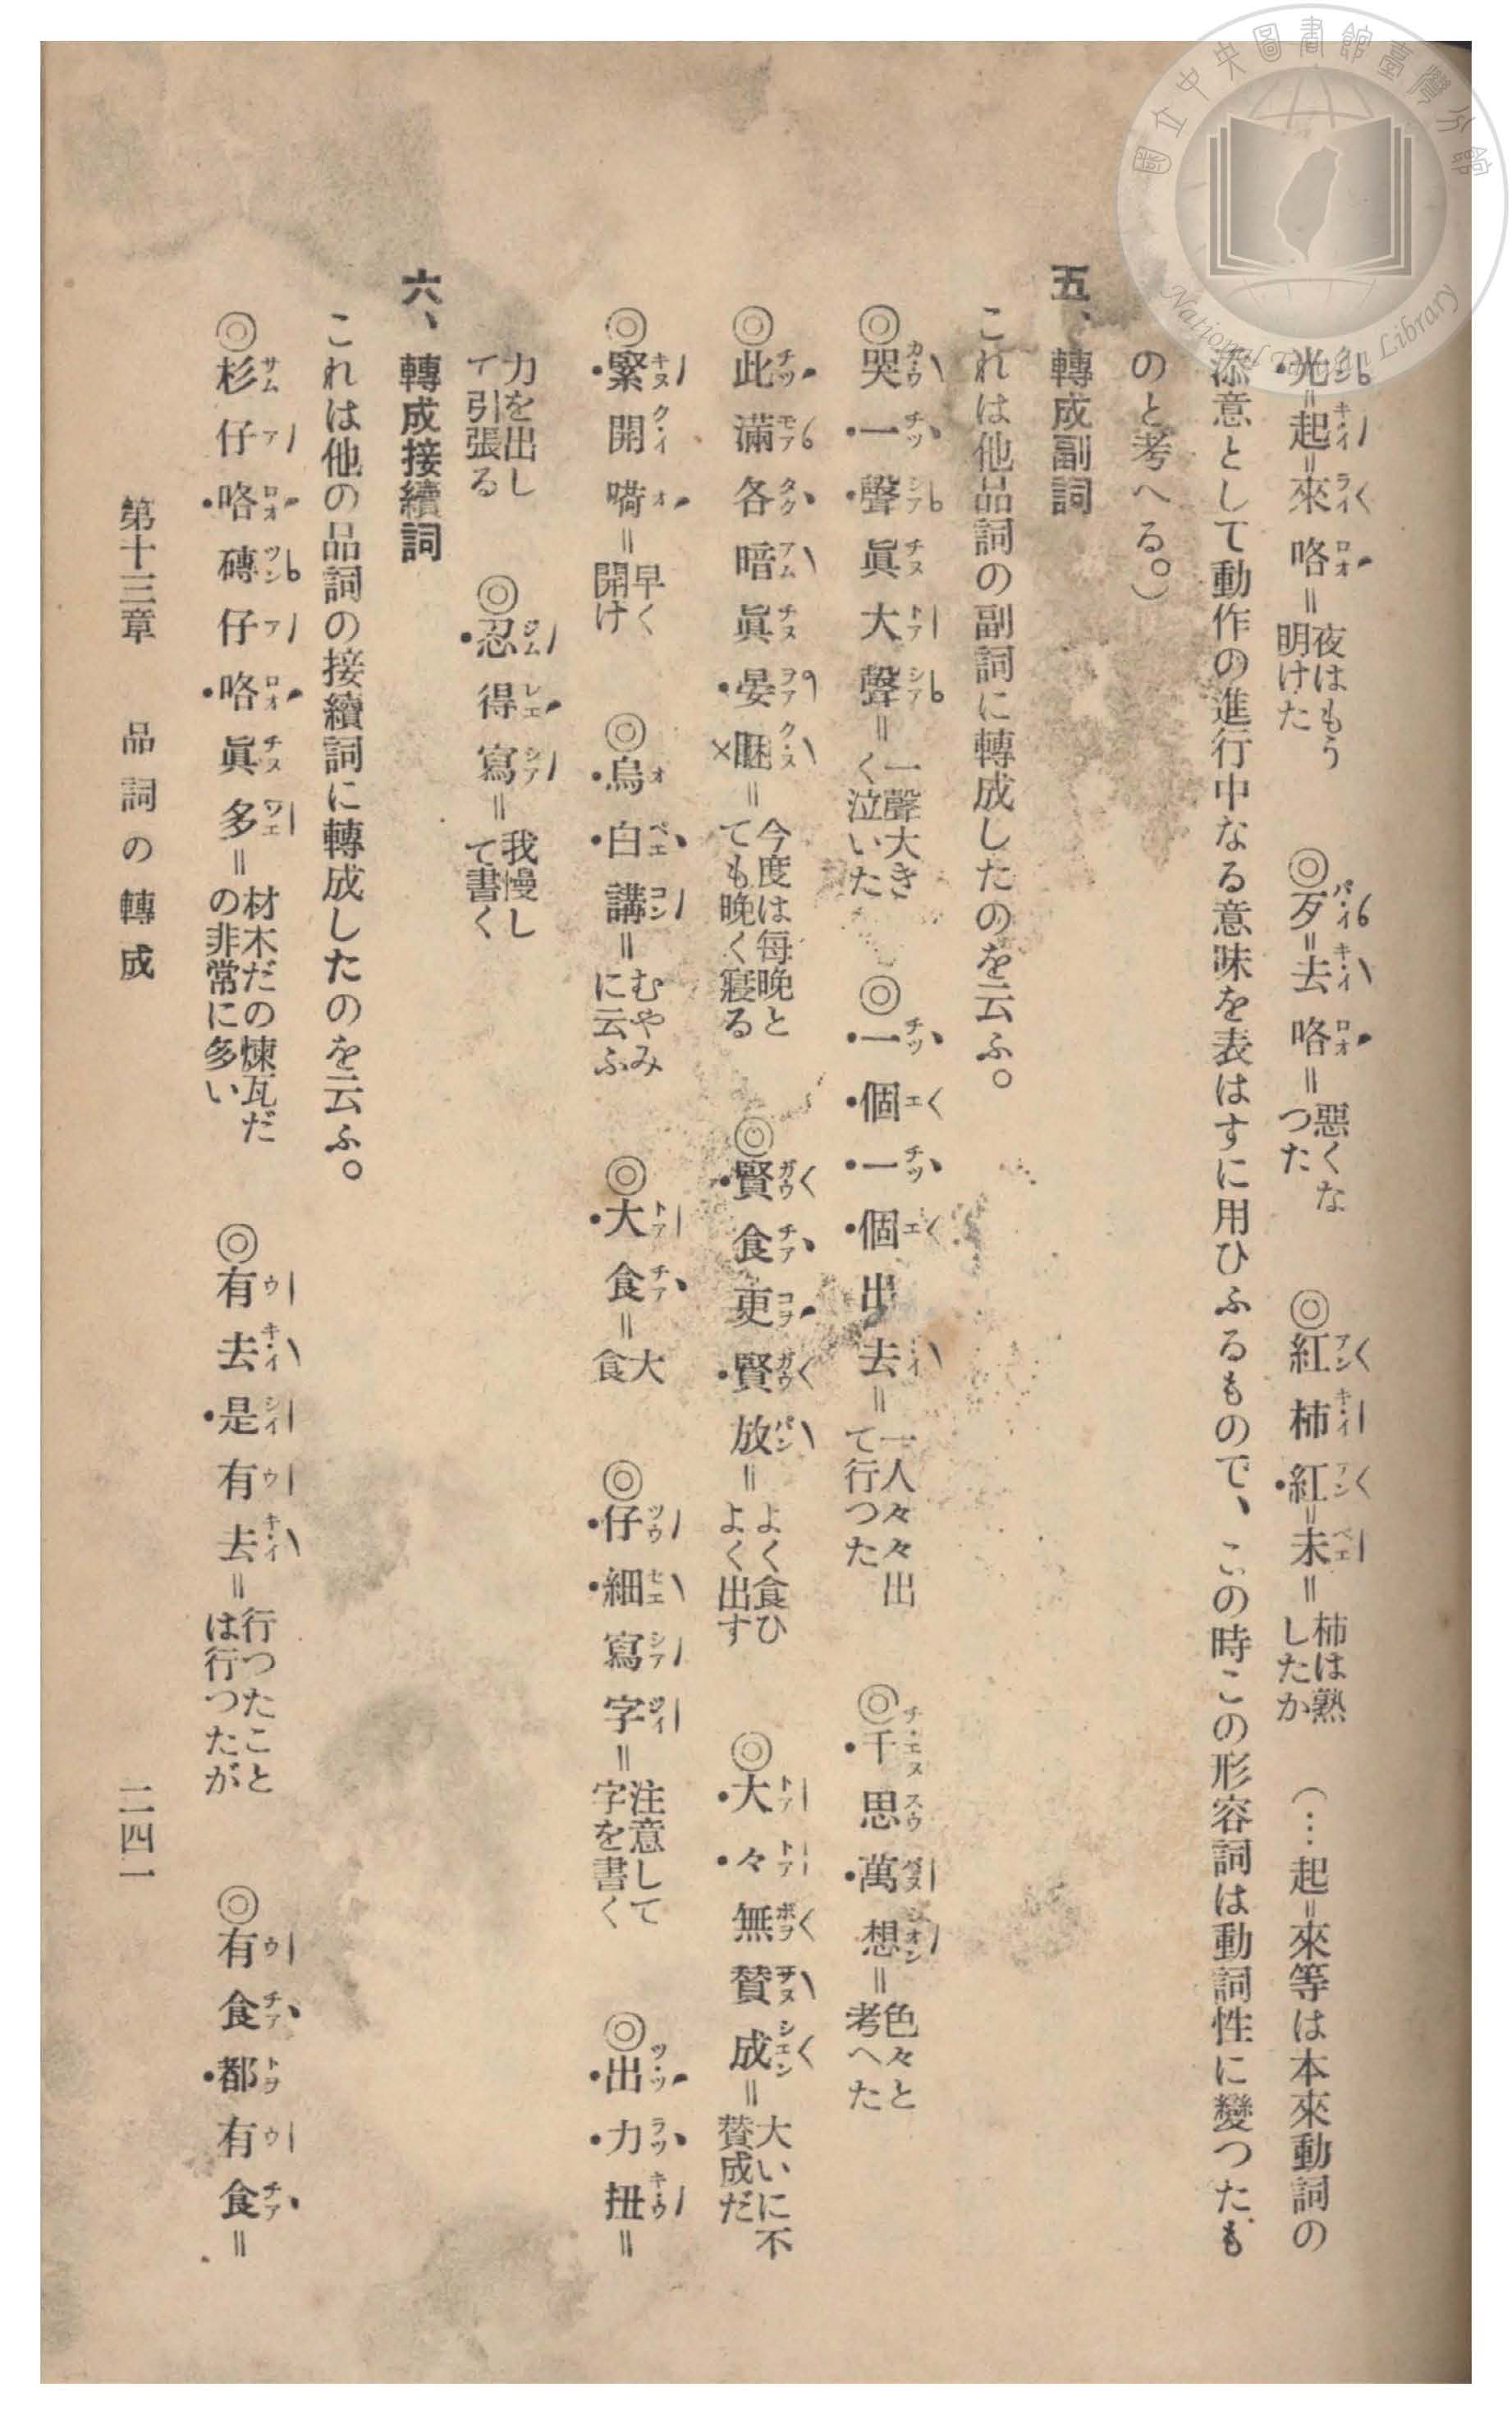 光=起=來咯=夜はもう明けた ◎歹=去咯=惡くなつた ◎紅柿紅=未=柿は熟したか (…起=來等は本來動詞の
添意として動作の進行中なる意味を表はすに用ひふるもので、この時この形容詞は動詞性に變つたも
のと考へる。)
五、轉成副詞
これは他品詞の副詞に轉成したのを云ふ。
◎哭一聲眞大聲=一聲大きく泣いた ◎一個一個出去=一人々々出て行つた ◎千思萬想=色々と考へた
◎此滿各暗眞晏睏=今度は每晚とても晚く寢る ◎賢食更賢放=よく食ひよく出す ◎大々無贊成=大いに不贊成だ
◎緊開嗬=早く開け ◎烏白講=むやみに云ふ ◎大食=大食 ◎仔細寫字=注意して字を書く ◎出力扭=
力を出して引張る ◎忍得寫=我慢して書く
六、轉成接續詞
これは他の品詞の接續詞に轉成したのを云ふ。
◎杉仔咯磚仔咯眞多=材木だの煉瓦だの非常に多い ◎有去是有去=行つたことは行つたが ◎有食都有食=
第十三章 品詞の轉成 二四一
國立中央圖書館臺灣分館
National Taiwan Library